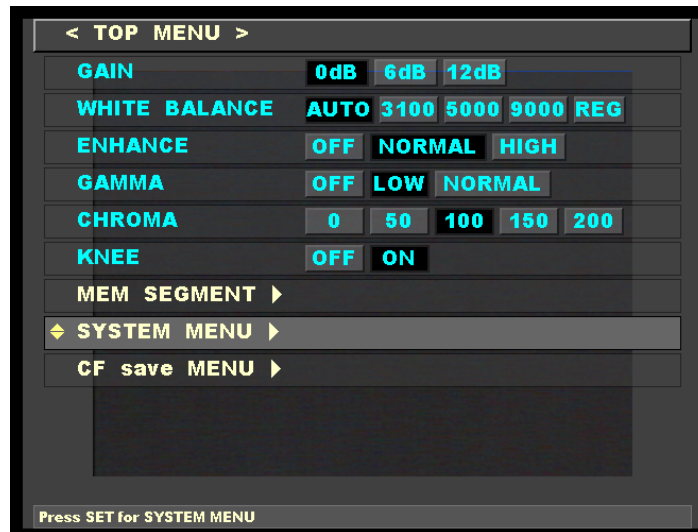 < TOP MENU >
GAIN 0dB 6dB 12dB
WHITE BALANCE AUTO 3100 5000 9000 REG
ENHANCE OFF NORMAL HIGH
GAMMA OFF LOW NORMAL
CHROMA 0 50 100 150 200
KNEE OFF ON
MEM SEGMENT
SYSTEM MENU
CF save MENU
Press SET for SYSTEM MENU